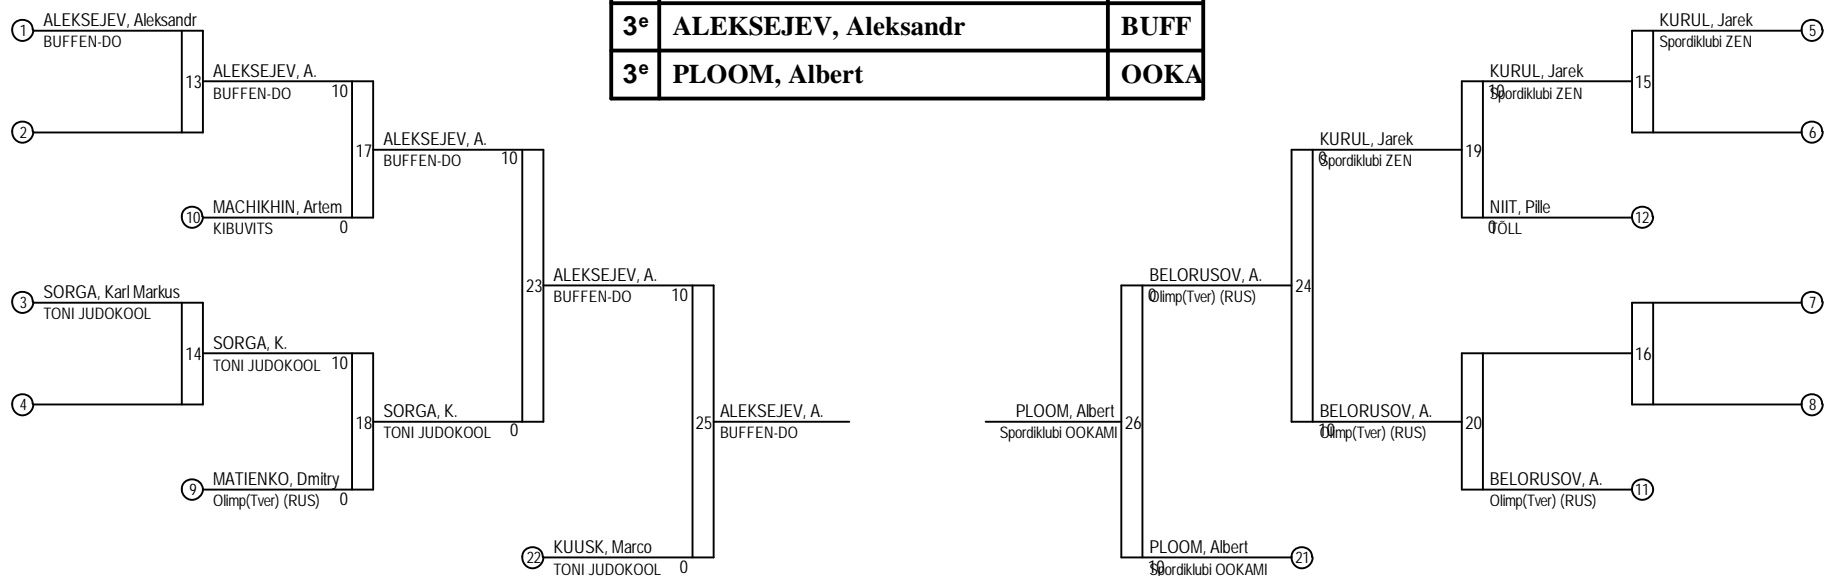 3e ALEKSEJEV, Aleksandr BUFF
3e PLOOM, Albert OOKA
1 ALEKSEJEV, Aleksandr
BUFFEN-DO
13 ALEKSEJEV, A.
BUFFEN-DO 10
2
17 ALEKSEJEV, A.
BUFFEN-DO 10
10 MACHIKHIN, Artem
KIBUVITS 0
23 ALEKSEJEV, A.
BUFFEN-DO 10
3 SORGA, Karl Markus
TONI JUDOKOOL
14 SORGA, K.
TONI JUDOKOOL 10
4
18 SORGA, K.
TONI JUDOKOOL 0
9 MATIENKO, Dmitry
Olimp(Tver) (RUS) 0
25 ALEKSEJEV, A.
BUFFEN-DO
22 KUUSK, Marco
TONI JUDOKOOL 0
KURUL, Jarek 5
Spordiklubi ZEN
KURUL, Jarek 15
10 Spordiklubi ZEN
6
KURUL, Jarek 19
0 Spordiklubi ZEN
NIIT, Pille 12
0 TÕLL
BELORUSOV, A. 24
0 Olimp(Tver) (RUS)
7
16
8
BELORUSOV, A. 20
10 Olimp(Tver) (RUS)
BELORUSOV, A. 11
Olimp(Tver) (RUS)
PLOOM, Albert 26
Spordiklubi OOKAMI
PLOOM, Albert 21
10 Spordiklubi OOKAMI